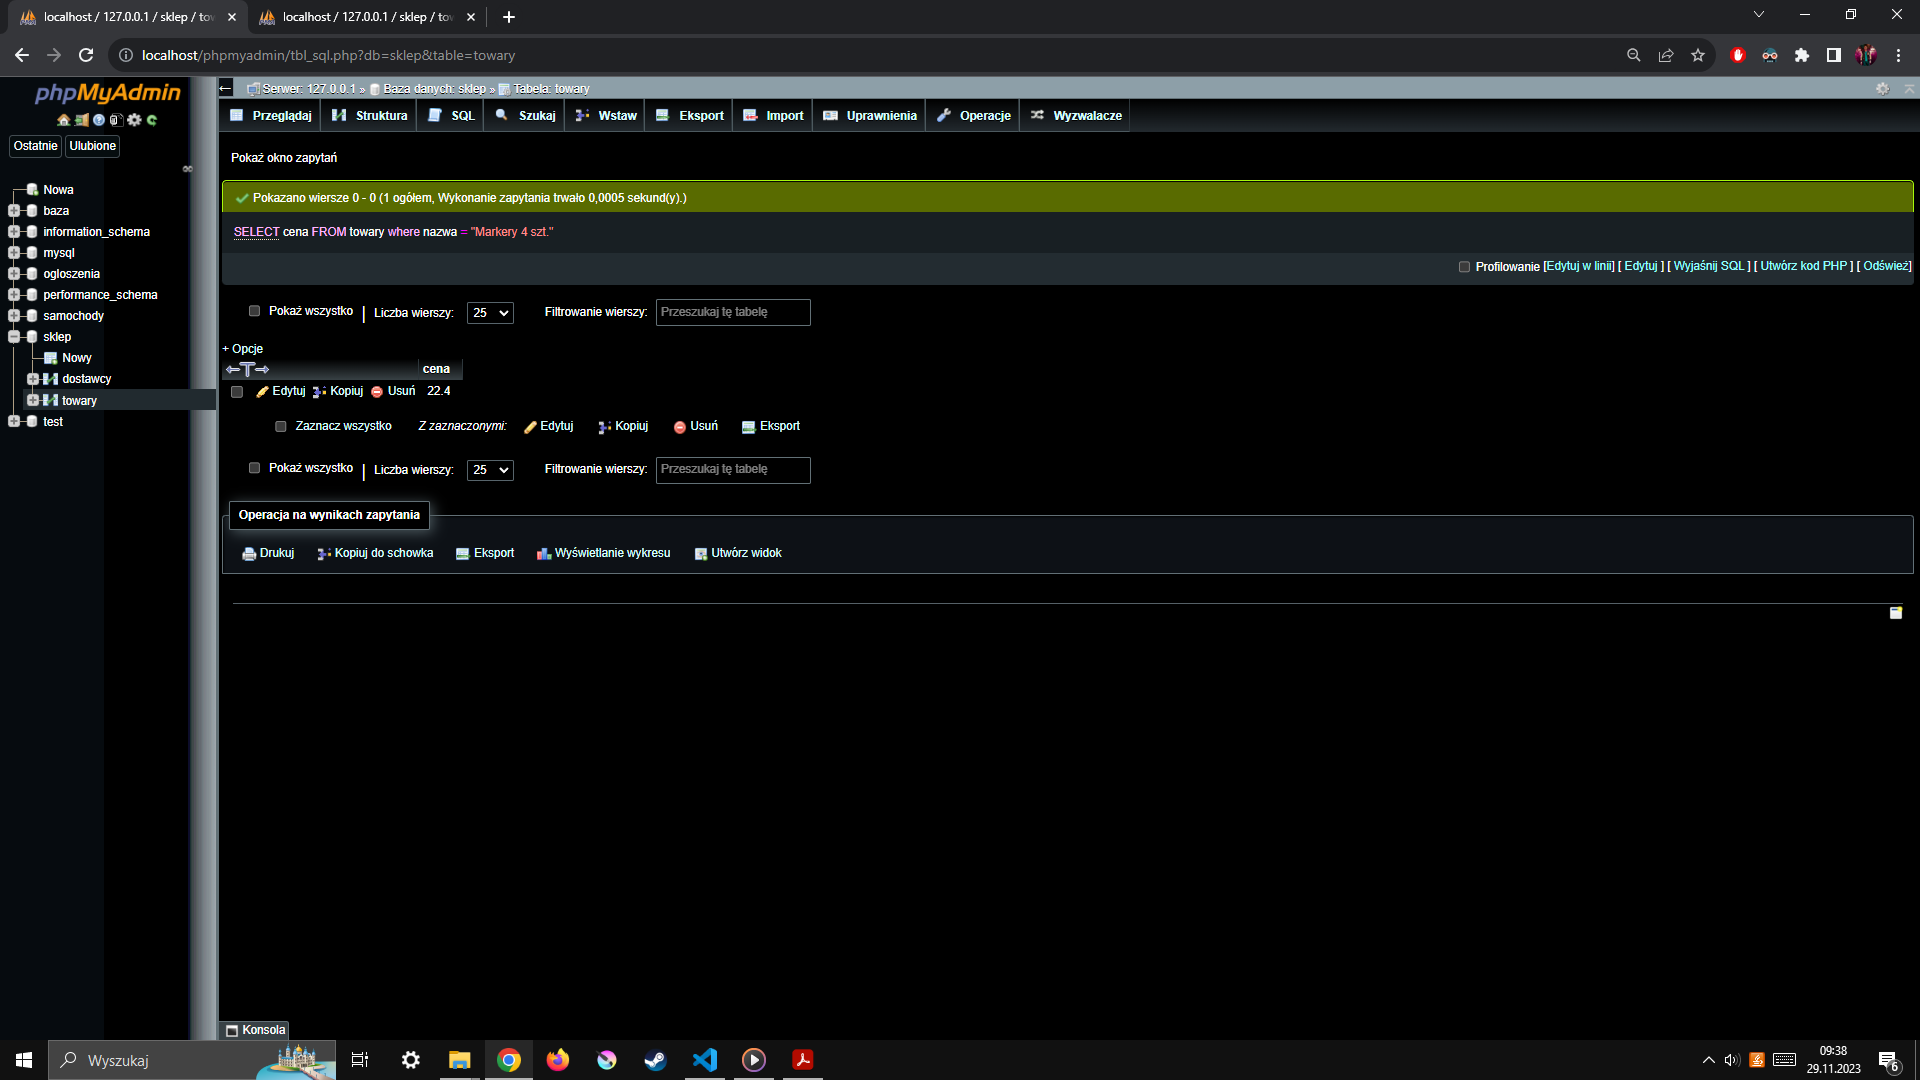 localhost / 127.0.0.1 / sklep / tow
localhost / 127.0.0.1 / sklep / tow
localhost/phpmyadmin/tbl_sql.php?db=sklep&table=towary
phpMyAdmin
Ostatnie Ulubione
Nowa
baza
information_schema
mysql
ogloszenia
performance_schema
samochody
sklep
Nowy
dostawcy
towary
test
Serwer: 127.0.0.1 » Baza danych: sklep » Tabela: towary
Przeglądaj Struktura SQL Szukaj Wstaw Eksport Import Uprawnienia Operacje Wyzwalacze
Pokaż okno zapytań
Pokazano wiersze 0 - 0 (1 ogółem, Wykonanie zapytania trwało 0,0005 sekund(y).)
SELECT cena FROM towary where nazwa = "Markery 4 szt."
Profilowanie [Edytuj w linii] [ Edytuj ] [ Wyjaśnij SQL ] [ Utwórz kod PHP ] [ Odśwież]
Pokaż wszystko | Liczba wierszy: 25 Filtrowanie wierszy: Przeszukaj tę tabelę
+ Opcje
←T→ cena
Edytuj Kopiuj Usuń 22.4
Zaznacz wszystko Z zaznaczonymi: Edytuj Kopiuj Usuń Eksport
Pokaż wszystko | Liczba wierszy: 25 Filtrowanie wierszy: Przeszukaj tę tabelę
Operacja na wynikach zapytania
Drukuj Kopiuj do schowka Eksport Wyświetlanie wykresu Utwórz widok
Konsola
Wyszukaj
09:38
29.11.2023
6